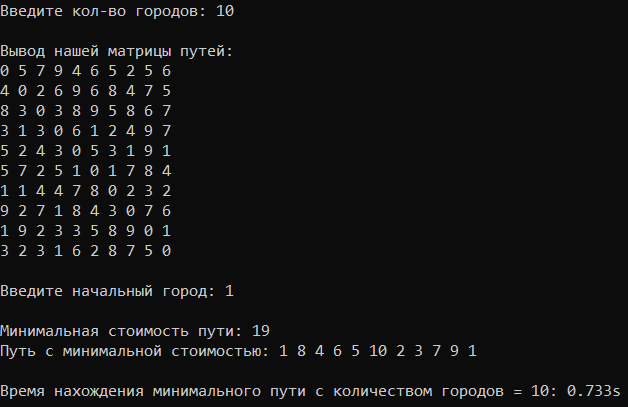 Введите кол-во городов: 10
Вывод нашей матрицы путей:
0 5 7 9 4 6 5 2 5 6
4 0 2 6 9 6 8 4 7 5
8 3 0 3 8 9 5 8 6 7
3 1 3 0 6 1 2 4 9 7
5 2 4 3 0 5 3 1 9 1
5 7 2 5 1 0 1 7 8 4
1 1 4 4 7 8 0 2 3 2
9 2 7 1 8 4 3 0 7 6
1 9 2 3 3 5 8 9 0 1
3 2 3 1 6 2 8 7 5 0
Введите начальный город: 1
Минимальная стоимость пути: 19
Путь с минимальной стоимостью: 1 8 4 6 5 10 2 3 7 9 1
Время нахождения минимального пути с количеством городов = 10: 0.733s